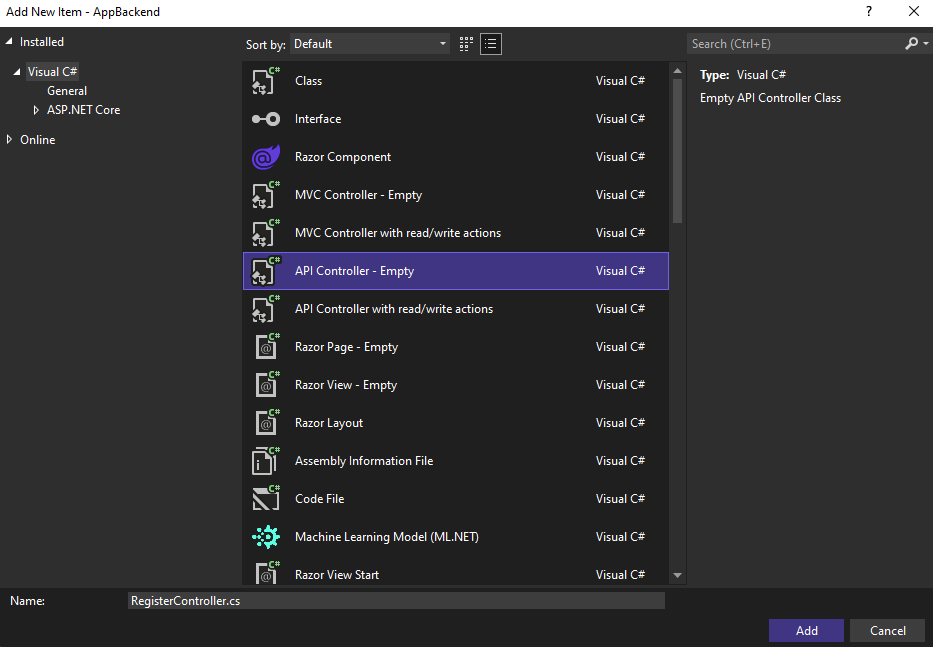 Add New Item - AppBackend
?
Installed
Visual C#
General
ASP.NET Core
Online
Sort by: Default
Search (Ctrl+E)
C# Class Visual C#
Interface Visual C#
Razor Component Visual C#
C# MVC Controller - Empty Visual C#
C# MVC Controller with read/write actions Visual C#
C# API Controller - Empty Visual C#
C# API Controller with read/write actions Visual C#
C# Razor Page - Empty Visual C#
C# Razor View - Empty Visual C#
C# Razor Layout Visual C#
C# Assembly Information File Visual C#
C# Code File Visual C#
Machine Learning Model (ML.NET) Visual C#
C# Razor View Start Visual C#
Type: Visual C#
Empty API Controller Class
Name: RegisterController.cs
Add Cancel